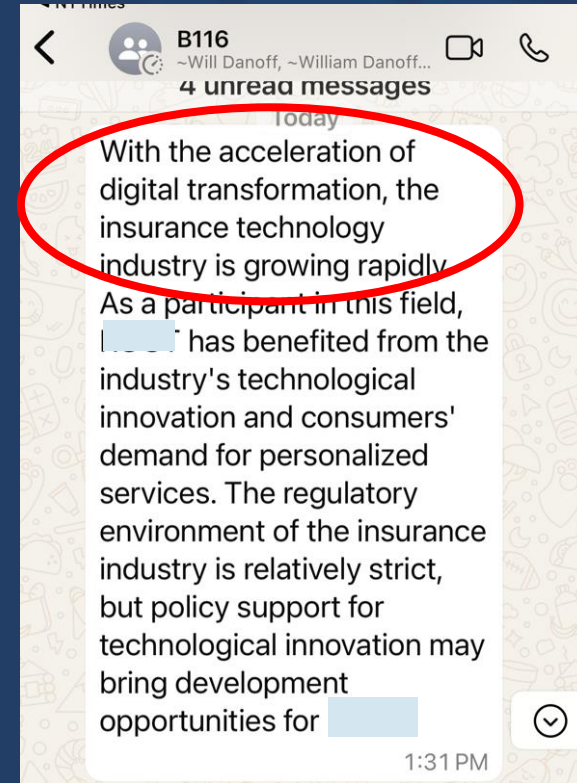 B116
~Will Danoff, ~William Danoff...
4 unread messages
Today
With the acceleration of
digital transformation, the
insurance technology
industry is growing rapidly
As a participant in this field,
has benefited from the
industry's technological
innovation and consumers'
demand for personalized
services. The regulatory
environment of the insurance
industry is relatively strict,
but policy support for
technological innovation may
bring development
opportunities for
1:31 PM